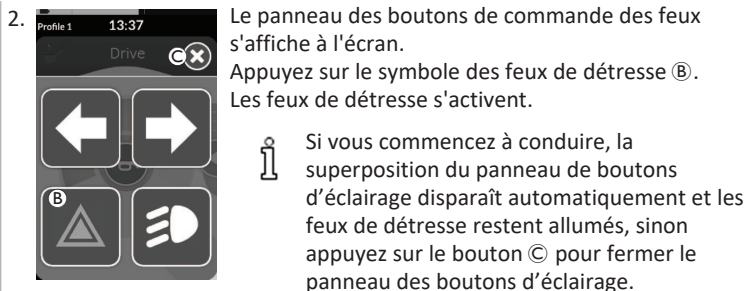 2.
Profile 1 13:37
Drive Ⓒ
Ⓑ
Le panneau des boutons de commande des feux
s'affiche à l'écran.
Appuyez sur le symbole des feux de détresse Ⓑ.
Les feux de détresse s'activent.
Si vous commencez à conduire, la
superposition du panneau de boutons
d’éclairage disparaît automatiquement et les
feux de détresse restent allumés, sinon
appuyez sur le bouton Ⓒ pour fermer le
panneau des boutons d’éclairage.